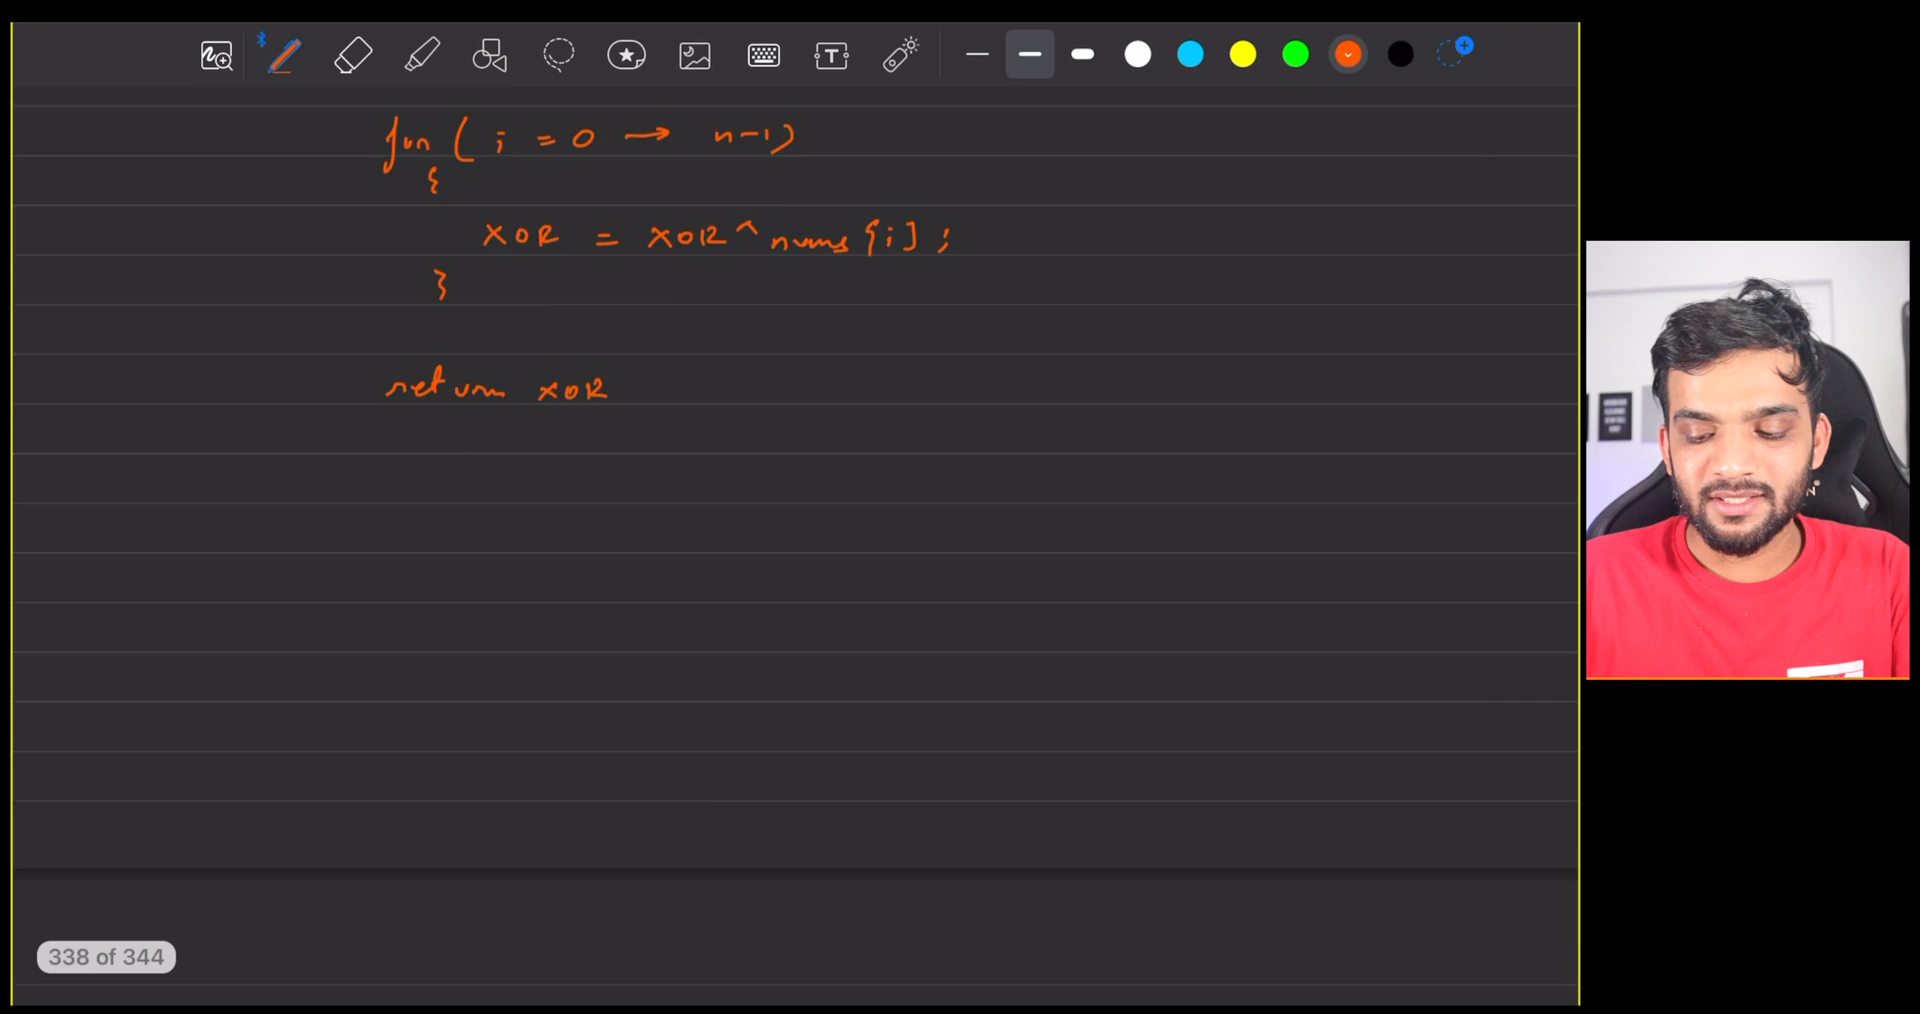 for ( i = 0 → n-1)
{
XOR = XOR ^ nums [i] ;
}
return XOR
338 of 344